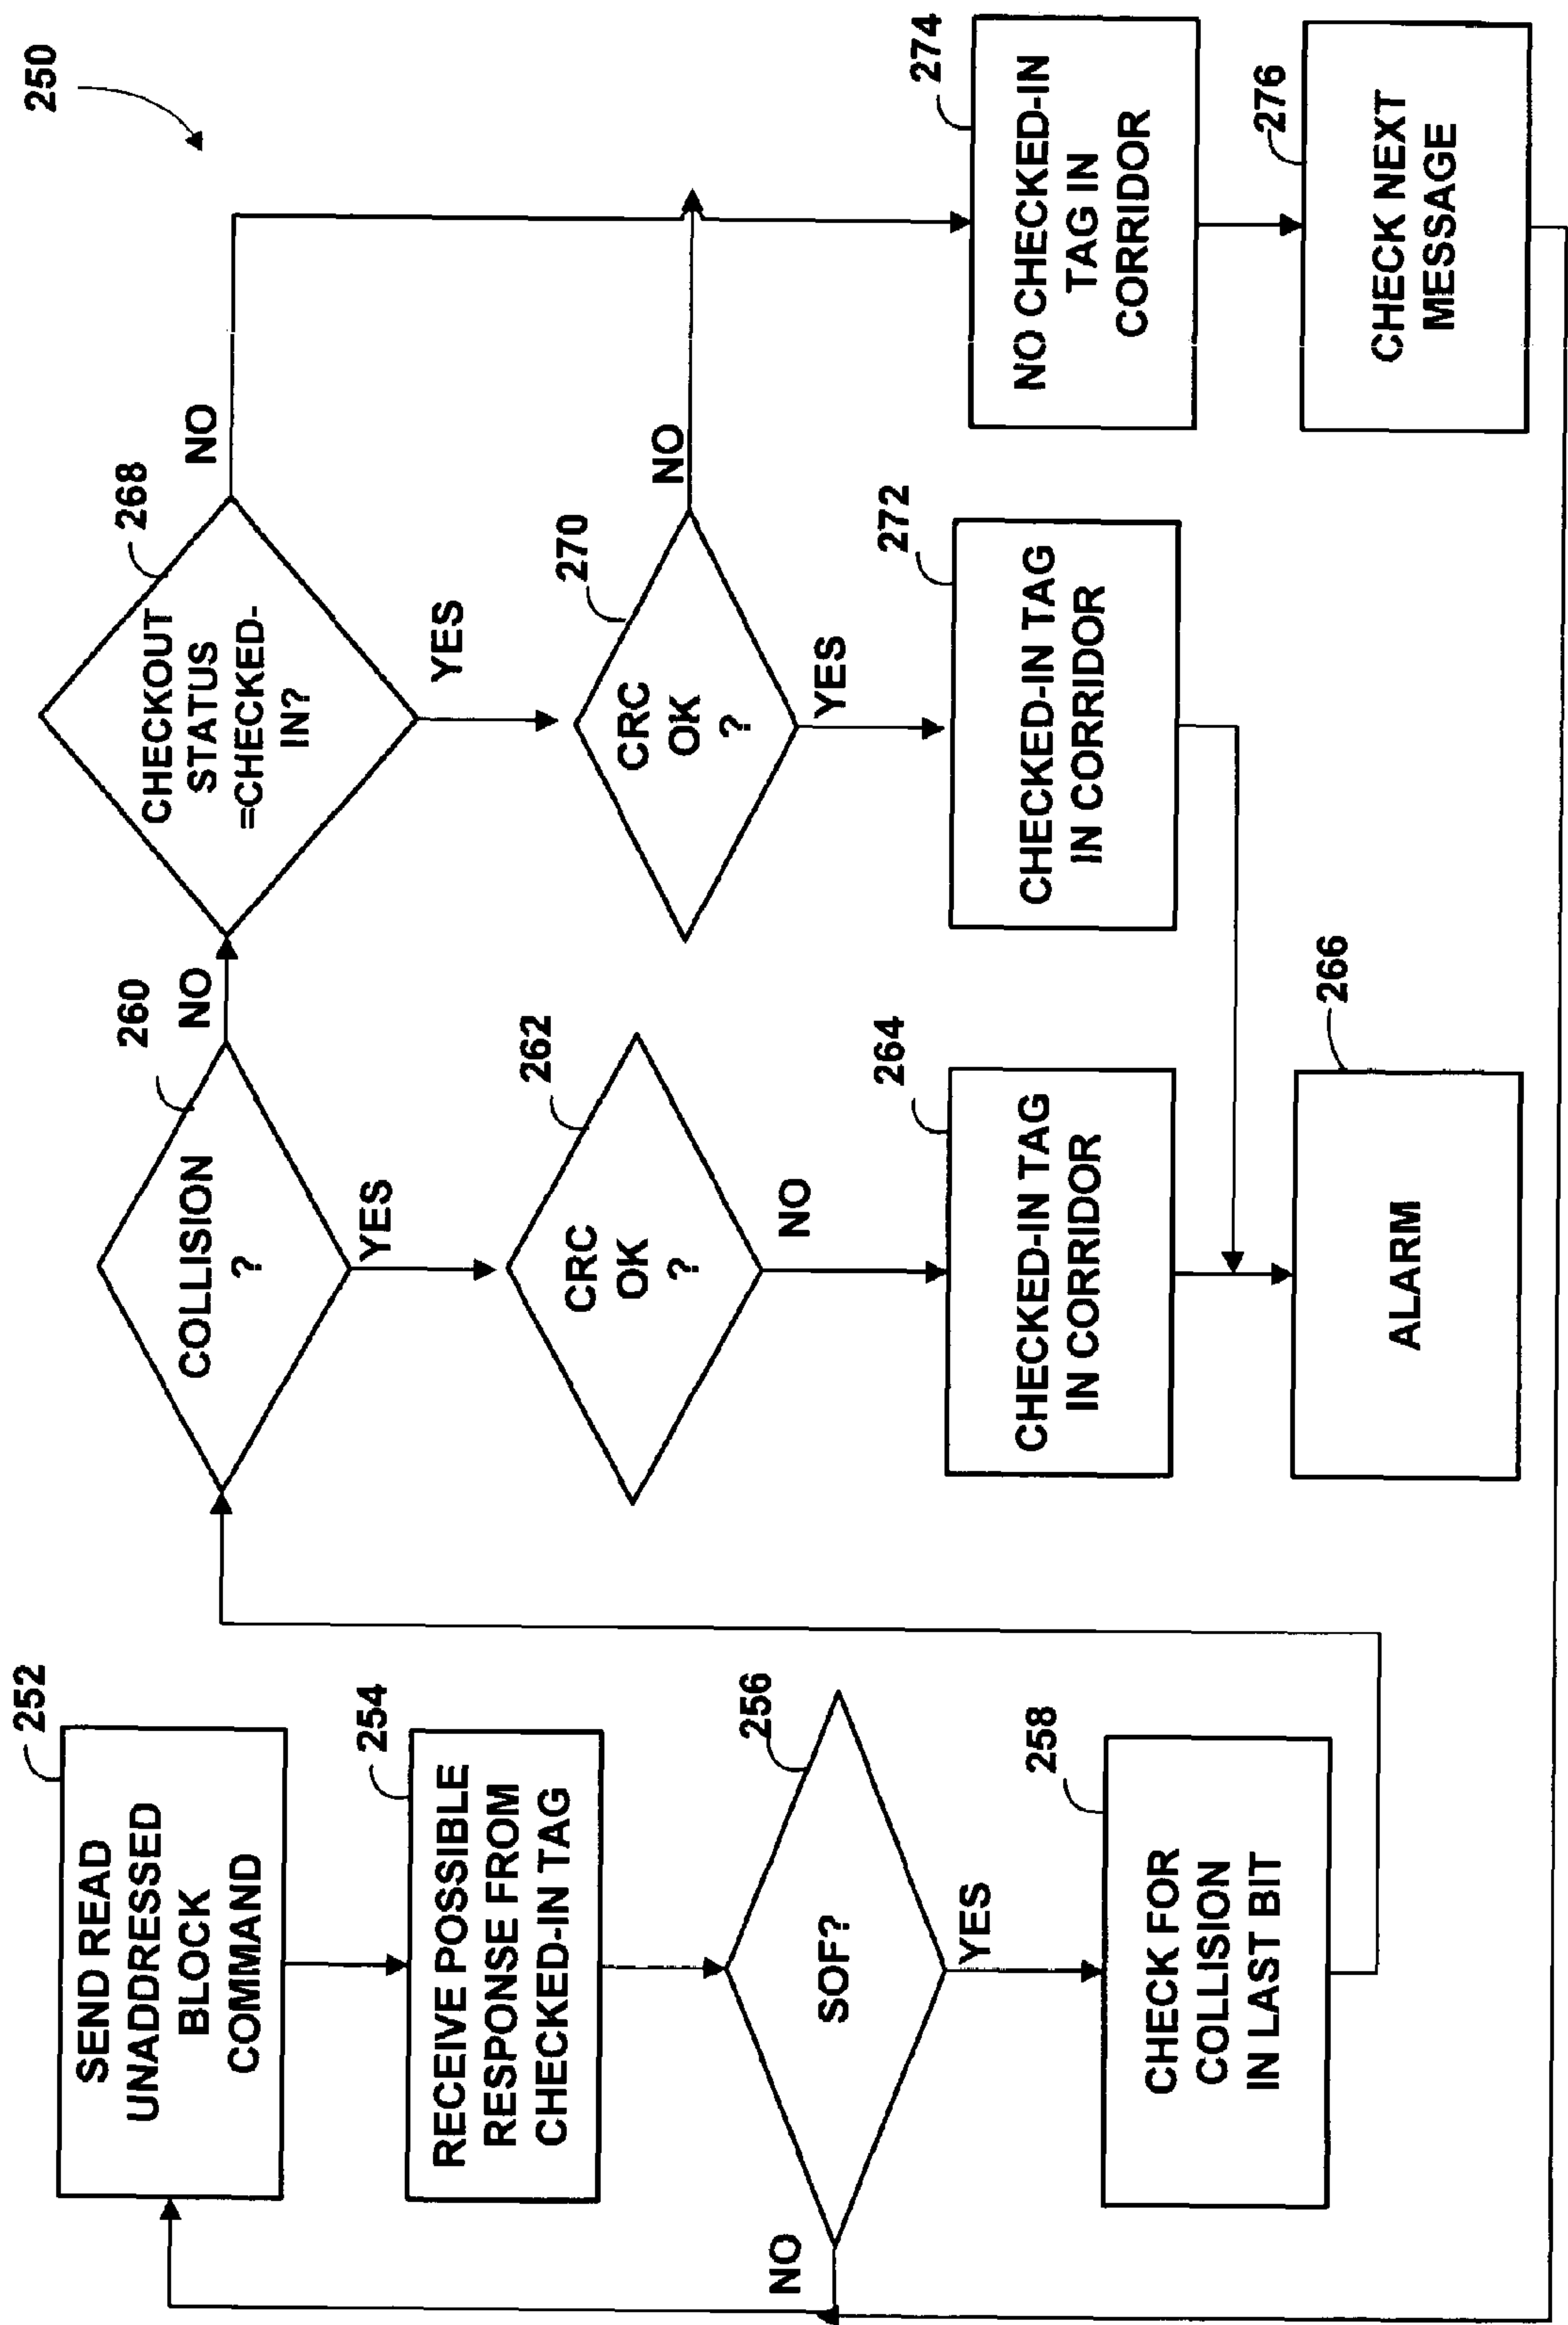 250
252
SEND READ
UNADDRESSED
BLOCK
COMMAND
254
RECEIVE POSSIBLE
RESPONSE FROM
CHECKED-IN TAG
256
SOF?
NO
YES
258
CHECK FOR
COLLISION
IN LAST BIT
260
COLLISION
?
NO
YES
262
CRC
OK
?
NO
264
CHECKED-IN TAG
IN CORRIDOR
266
ALARM
268
CHECKOUT
STATUS
=CHECKED-
IN?
NO
YES
270
CRC
OK
?
NO
YES
272
CHECKED-IN TAG
IN CORRIDOR
274
NO CHECKED-IN
TAG IN
CORRIDOR
276
CHECK NEXT
MESSAGE